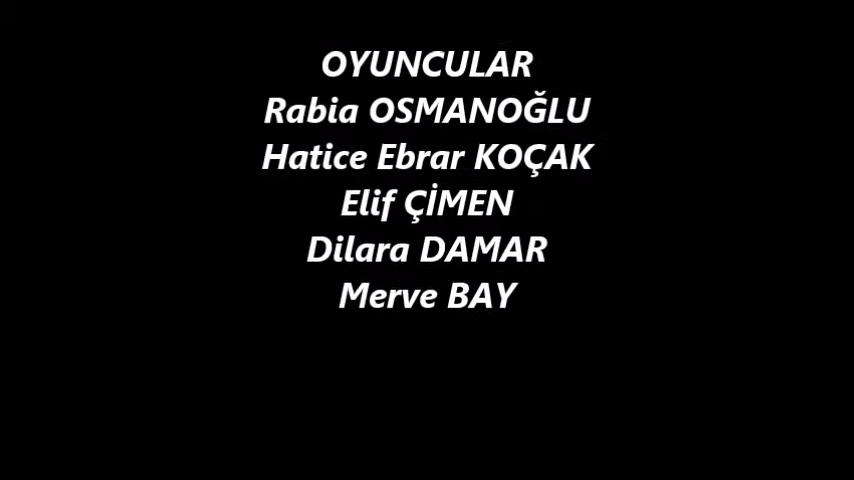 OYUNCULAR
Rabia OSMANOĞLU
Hatice Ebrar KOÇAK
Elif ÇİMEN
Dilara DAMAR
Merve BAY